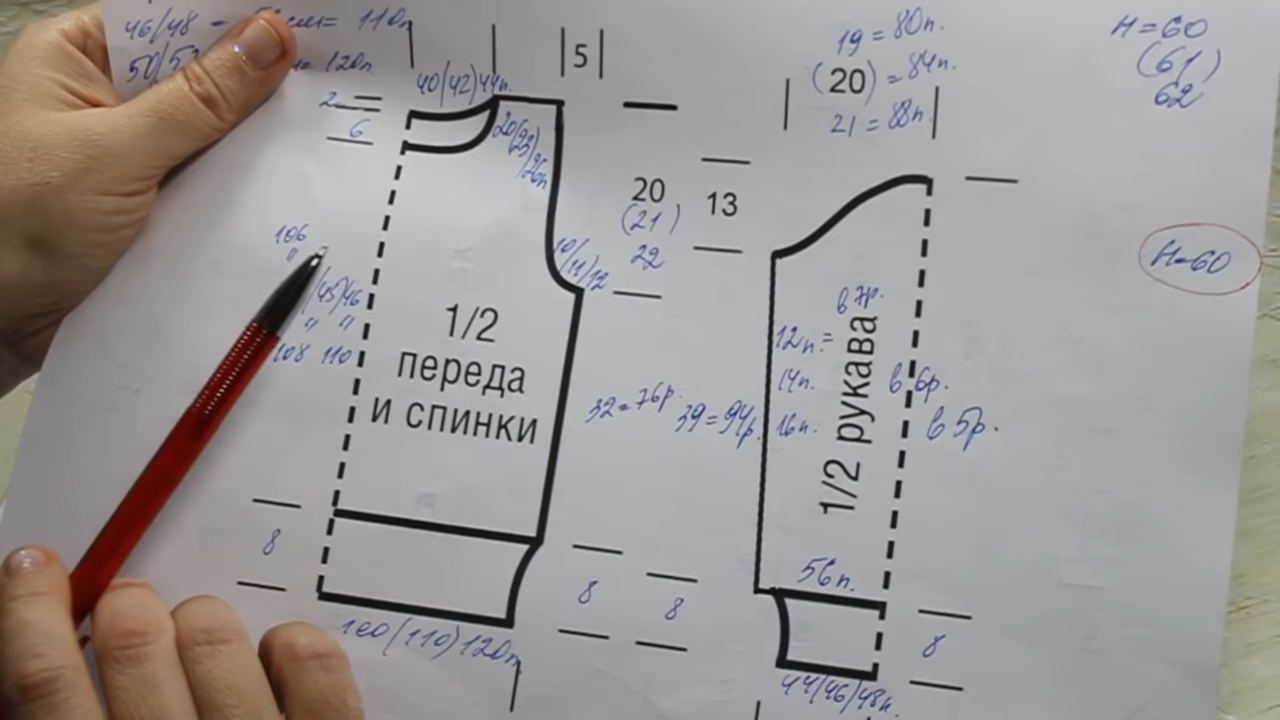 46/48 - = 110п
50/52 = 120п
40(42)44п.
5
19 = 80п.
(20) = 84п.
21 = 88п
H = 60
(61)
62
2
6
20(23)26п
20
(21)
22
13
106
"
/45/46
" "
108 110
10/11/12
H=60
1/2
переда
и спинки
32 = 76р.
39 = 94р.
1/2 рукава
в 7р.
12п. =
14п. в 6р.
16п. в 5р.
8
8
8
56п.
8
100(110)120п
44/46/48п.